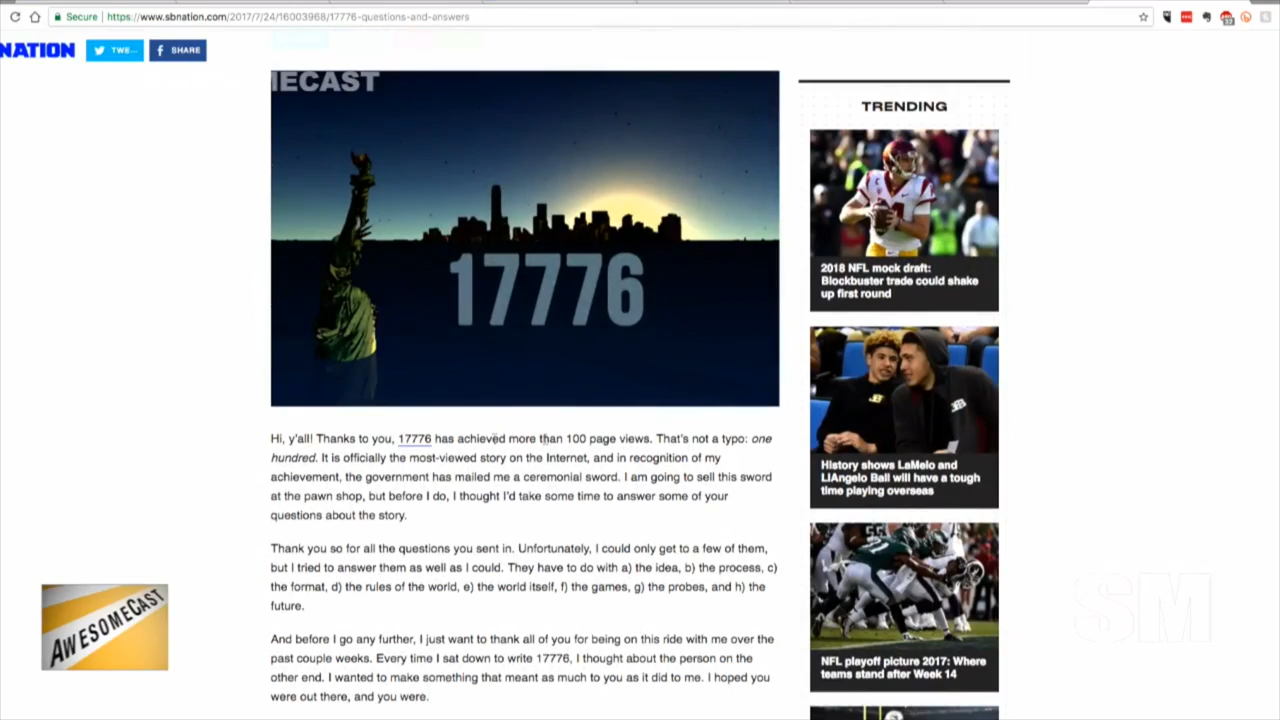 Secure
https://www.sbnation.com/2017/7/24/16003968/17776-questions-and-answers
NATION
TWE...
SHARE
ECAST
17776
Hi, y'all! Thanks to you, 17776 has achieved more than 100 page views. That's not a typo: one
hundred. It is officially the most-viewed story on the Internet, and in recognition of my
achievement, the government has mailed me a ceremonial sword. I am going to sell this sword
at the pawn shop, but before I do, I thought I'd take some time to answer some of your
questions about the story.
Thank you so for all the questions you sent in. Unfortunately, I could only get to a few of them,
but I tried to answer them as well as I could. They have to do with a) the idea, b) the process, c)
the format, d) the rules of the world, e) the world itself, f) the games, g) the probes, and h) the
future.
And before I go any further, I just want to thank all of you for being on this ride with me over the
past couple weeks. Every time I sat down to write 17776, I thought about the person on the
other end. I wanted to make something that meant as much to you as it did to me. I hoped you
were out there, and you were.
TRENDING
2018 NFL mock draft:
Blockbuster trade could shake
up first round
History shows LaMelo and
LiAngelo Ball will have a tough
time playing overseas
NFL playoff picture 2017: Where
teams stand after Week 14
AWESOMECAST
SM